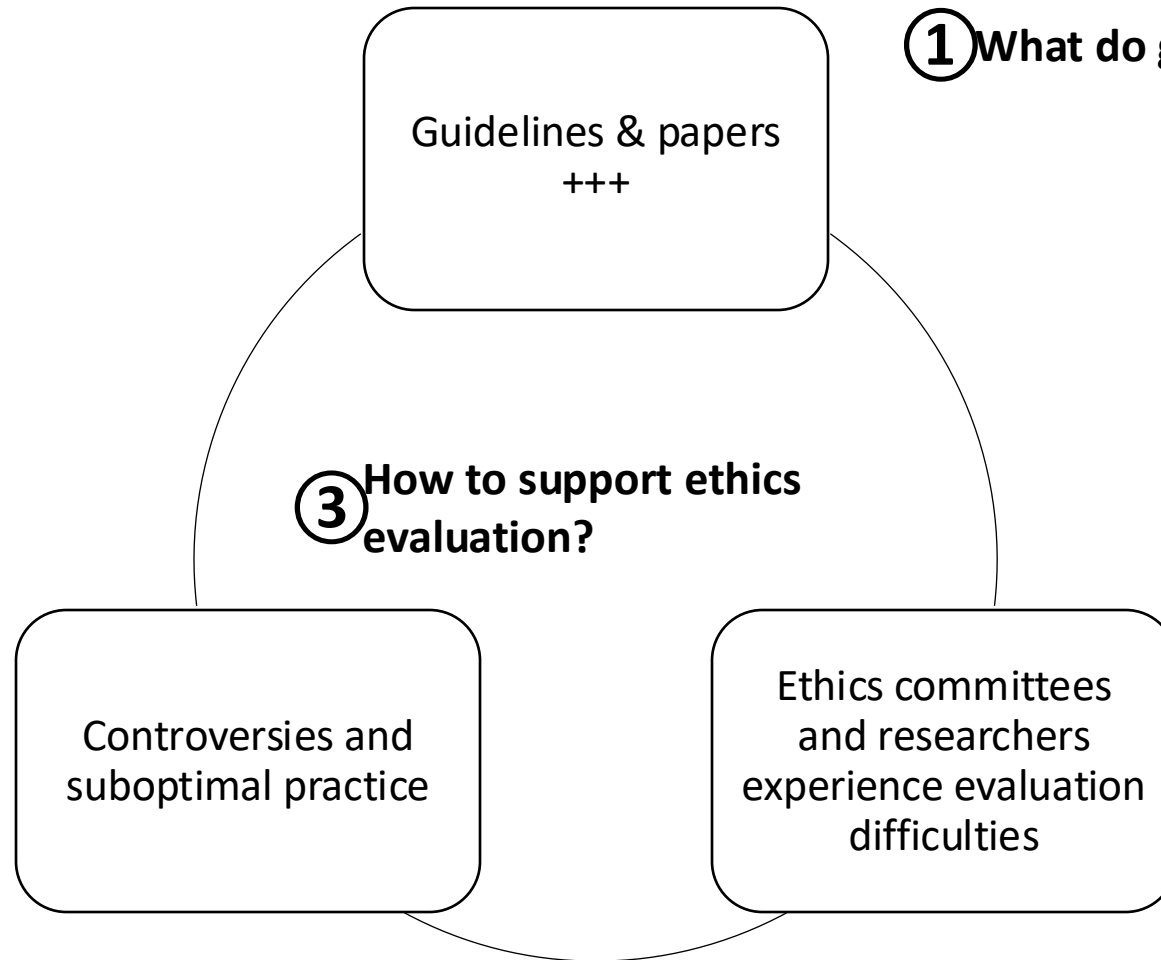 ① What do
Guidelines & papers
+++
③ How to support ethics
evaluation?
Controversies and
suboptimal practice
Ethics committees
and researchers
experience evaluation
difficulties